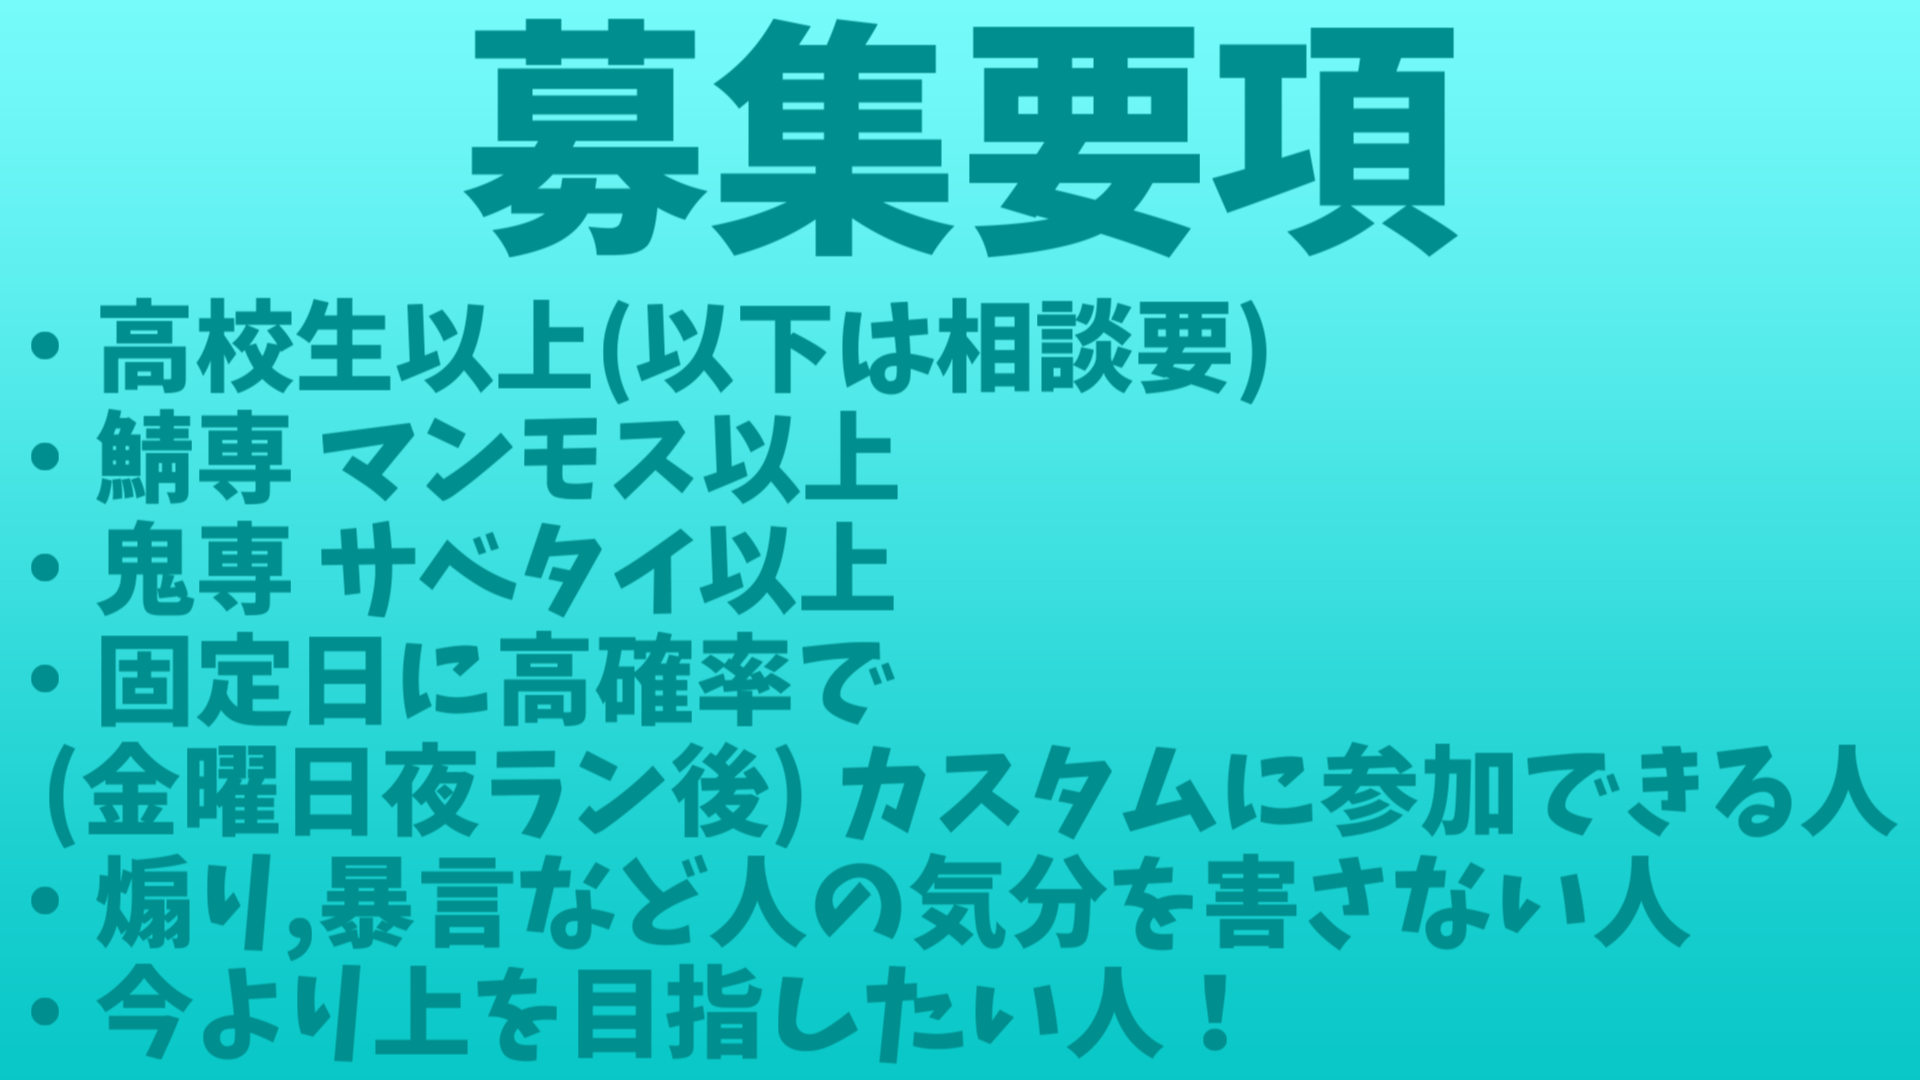 募集要項
・高校生以上(以下は相談要)
・鯖専 マンモス以上
・鬼専 サベタイ以上
・固定日に高確率で
(金曜日夜ラン後) カスタムに参加できる人
・煽り,暴言など人の気分を害さない人
・今より上を目指したい人！